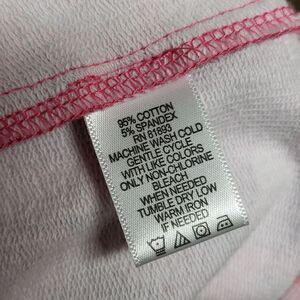 95% COTTON
5% SPANDEX
RN 81893
MACHINE WASH COLD
GENTLE CYCLE
WITH LIKE COLORS
ONLY NON-CHLORINE
BLEACH
WHEN NEEDED
TUMBLE DRY LOW
WARM IRON
IF NEEDED